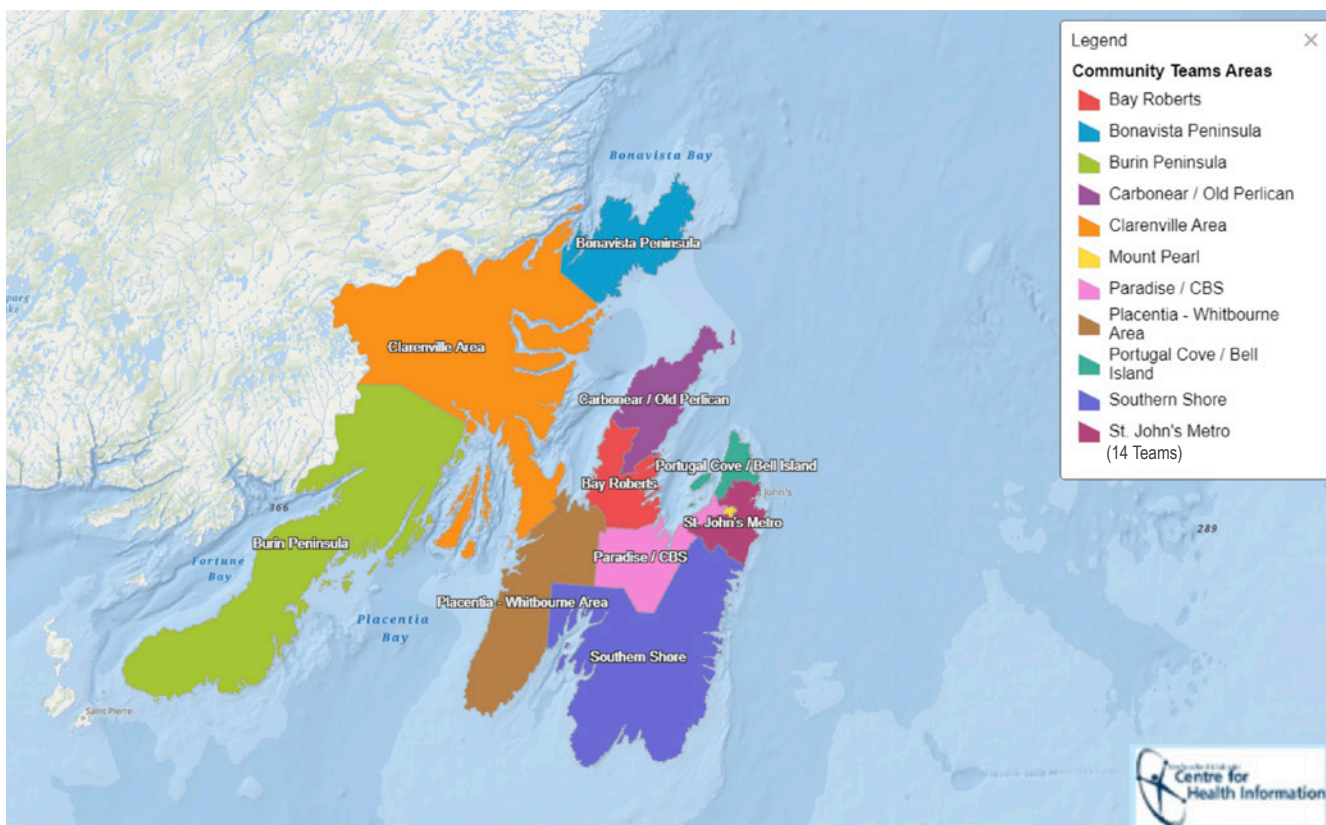 Legend
Community Teams Areas
Bay Roberts
Bonavista Peninsula
Burin Peninsula
Carbonear / Old Perlican
Clarenville Area
Mount Pearl
Paradise / CBS
Placentia - Whitbourne
Area
Portugal Cove / Bell
Island
Southern Shore
St. John's Metro
(14 Teams)
Bonavista Bay
Bonavista Peninsula
Clarenville Area
Carbonear / Old Perlican
Portugal Cove / Bell Island
Bay Roberts
John's
St. John's Metro
366
289
Burin Peninsula
Paradise / CBS
Fortune
Bay
Placentia - Whitbourne Area
Placentia
Bay
Southern Shore
Saint-Pierre
Centre for
Health Information